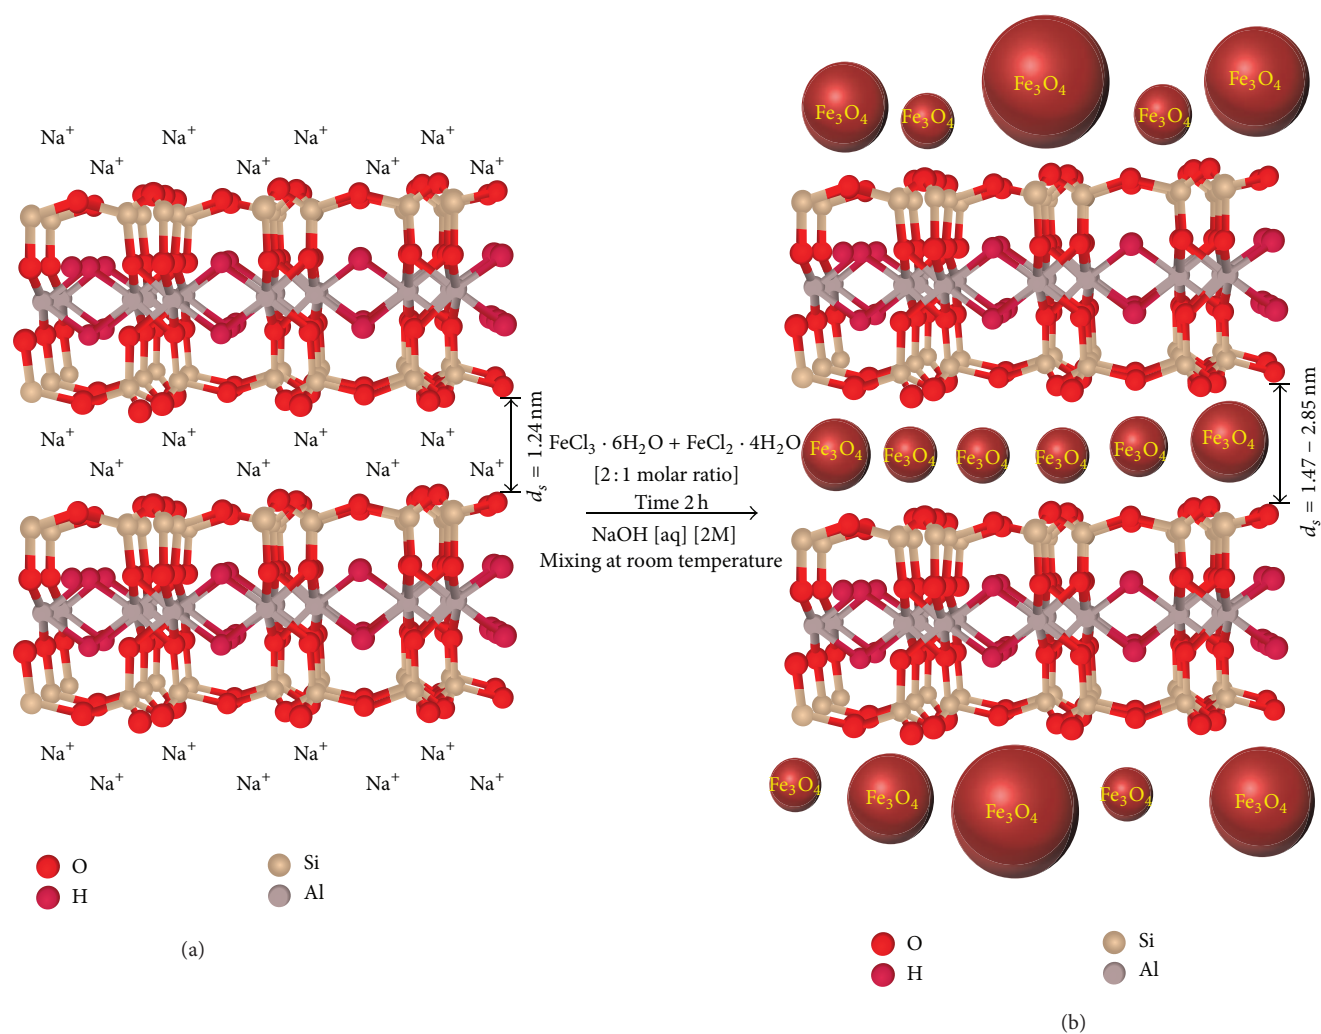 Na⁺ Na⁺ Na⁺ Na⁺
Na⁺ Na⁺ Na⁺ Na⁺
Na⁺ Na⁺ Na⁺ Na⁺
Na⁺ Na⁺ Na⁺ Na⁺
dₛ = 1.24 nm
Na⁺ Na⁺ Na⁺ Na⁺
Na⁺ Na⁺ Na⁺ Na⁺
O Si
H Al
(a)
FeCl₃ · 6H₂O + FeCl₂ · 4H₂O
[2 : 1 molar ratio]
Time 2 h
NaOH [aq] [2M]
Mixing at room temperature
Fe₃O₄ Fe₃O₄ Fe₃O₄ Fe₃O₄ Fe₃O₄
Fe₃O₄ Fe₃O₄ Fe₃O₄ Fe₃O₄ Fe₃O₄ Fe₃O₄
dₛ = 1.47 − 2.85 nm
Fe₃O₄ Fe₃O₄ Fe₃O₄ Fe₃O₄ Fe₃O₄
O Si
H Al
(b)